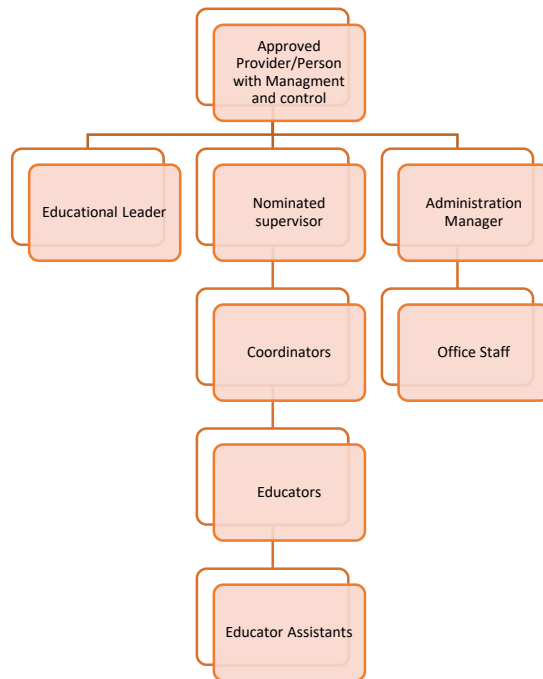 Approved
Provider/Person
with Managment
and control
Educational Leader
Nominated
supervisor
Administration
Manager
Coordinators
Office Staff
Educators
Educator Assistants